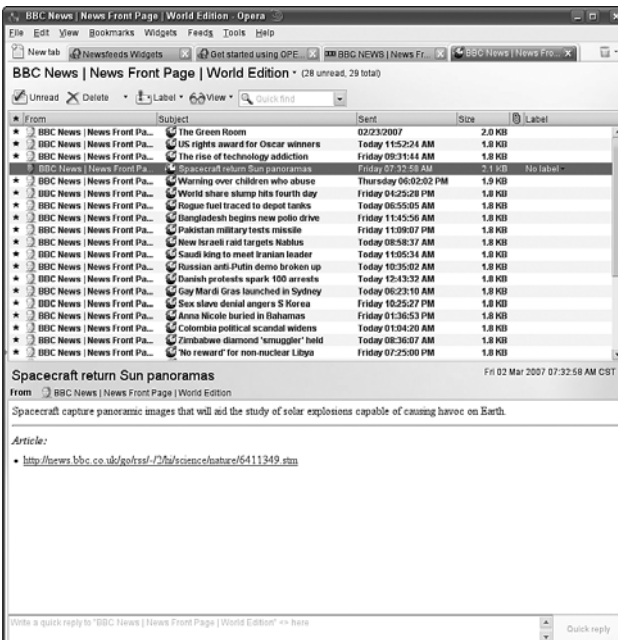 BBC News | News Front Page | World Edition - Opera
File Edit View Bookmarks Widgets Feeds Tools Help
New tab Newsfeeds Widgets Get started using OPE... BBC NEWS | News Fr... BBC News | News Fro...
BBC News | News Front Page | World Edition (28 unread, 29 total)
Unread Delete Label View Quick find
From Subject Sent Size Label
BBC News | News Front Pa... The Green Room 02/23/2007 2.0 KB
BBC News | News Front Pa... US rights award for Oscar winners Today 11:52:24 AM 1.8 KB
BBC News | News Front Pa... The rise of technology addiction Friday 09:31:44 AM 1.8 KB
BBC News | News Front Pa... Spacecraft return Sun panoramas Friday 07:32:58 AM 2.1 KB No label
BBC News | News Front Pa... Warning over children who abuse Thursday 06:02:02 PM 1.9 KB
BBC News | News Front Pa... World share slump hits fourth day Friday 04:25:28 PM 1.8 KB
BBC News | News Front Pa... Rogue fuel traced to depot tanks Today 06:55:05 AM 1.8 KB
BBC News | News Front Pa... Bangladesh begins new polio drive Friday 11:45:56 AM 1.8 KB
BBC News | News Front Pa... Pakistan military tests missile Friday 11:09:07 PM 1.8 KB
BBC News | News Front Pa... New Israeli raid targets Nablus Today 08:58:37 AM 1.8 KB
BBC News | News Front Pa... Saudi king to meet Iranian leader Today 11:05:34 AM 1.8 KB
BBC News | News Front Pa... Russian anti-Putin demo broken up Today 10:35:02 AM 1.8 KB
BBC News | News Front Pa... Danish protests spark 100 arrests Today 12:43:32 AM 1.8 KB
BBC News | News Front Pa... Gay Mardi Gras launched in Sydney Today 06:23:10 AM 1.8 KB
BBC News | News Front Pa... Sex slave denial angers S Korea Friday 10:25:27 PM 1.8 KB
BBC News | News Front Pa... Anna Nicole buried in Bahamas Friday 01:36:53 PM 1.8 KB
BBC News | News Front Pa... Colombia political scandal widens Today 01:04:20 AM 1.8 KB
BBC News | News Front Pa... Zimbabwe diamond 'smuggler' held Today 08:36:07 AM 1.8 KB
BBC News | News Front Pa... 'No reward' for non-nuclear Libya Friday 07:25:00 PM 1.8 KB
Spacecraft return Sun panoramas Fri 02 Mar 2007 07:32:58 AM CST
From BBC News | News Front Page | World Edition
Spacecraft capture panoramic images that will aid the study of solar explosions capable of causing havoc on Earth.
Article:
• http://news.bbc.co.uk/go/rss/-/2/hi/science/nature/6411349.stm
Write a quick reply to "BBC News | News Front Page | World Edition" <> here
Quick reply